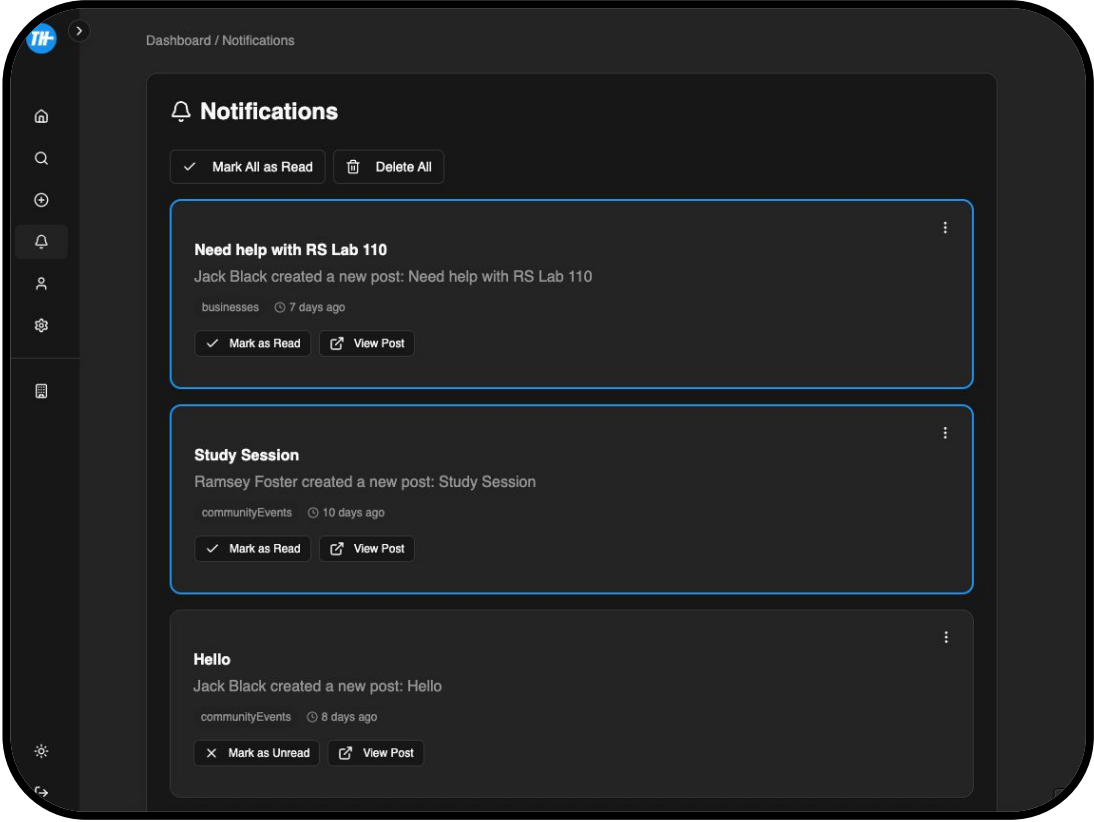 TH
Dashboard / Notifications
Notifications
Mark All as Read
Delete All
Need help with RS Lab 110
Jack Black created a new post: Need help with RS Lab 110
businesses 7 days ago
Mark as Read View Post
Study Session
Ramsey Foster created a new post: Study Session
communityEvents 10 days ago
Mark as Read View Post
Hello
Jack Black created a new post: Hello
communityEvents 8 days ago
Mark as Unread View Post